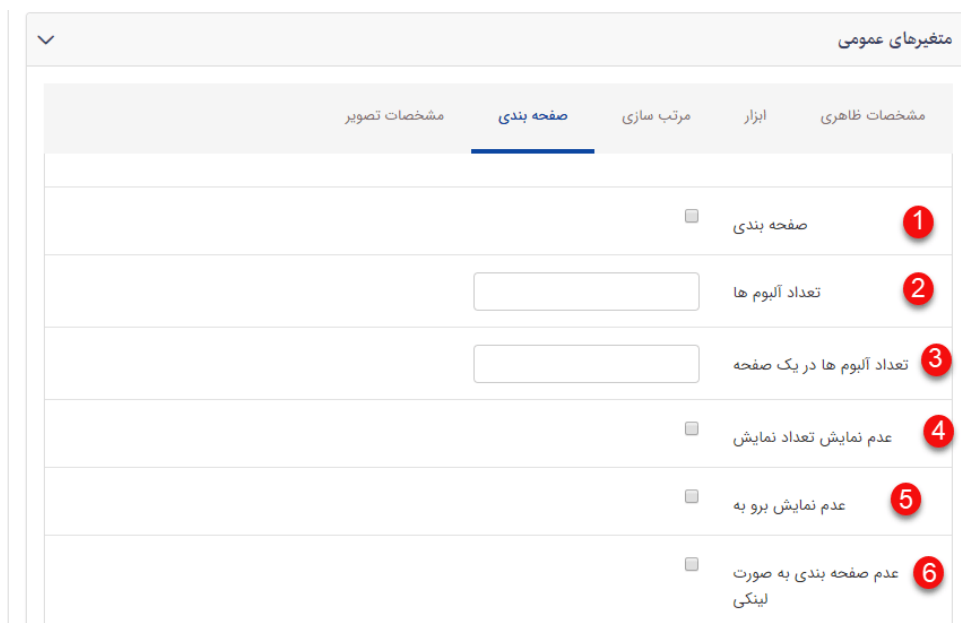 متغیرهای عمومی
مشخصات ظاهری ابزار مرتب سازی صفحه بندی مشخصات تصویر
1 صفحه بندی
2 تعداد آلبوم ها
3 تعداد آلبوم ها در یک صفحه
4 عدم نمایش تعداد نمایش
5 عدم نمایش برو به
6 عدم صفحه بندی به صورت
لینکی